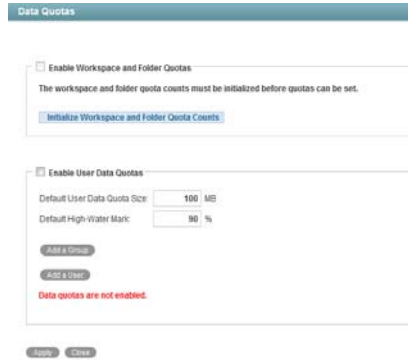 Data Quotas
Enable Workspace and Folder Quotas
The workspace and folder quota counts must be initialized before quotas can be set.
Initialize Workspace and Folder Quota Counts
Enable User Data Quotas
Default User Data Quota Size: 100 MB
Default High-Water Mark: 90 %
Add a Group
Add a User
Data quotas are not enabled.
Apply Close